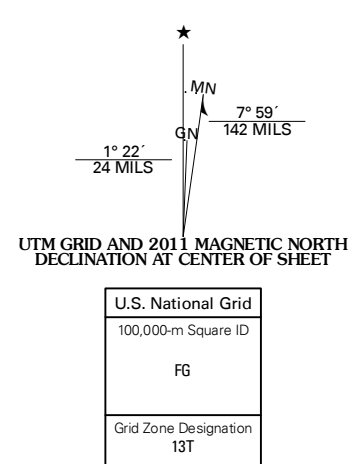 ★
MN
7° 59´
142 MILS
GN
1° 22´
24 MILS
UTM GRID AND 2011 MAGNETIC NORTH
DECLINATION AT CENTER OF SHEET
U.S. National Grid
100,000-m Square ID
FG
Grid Zone Designation
13T